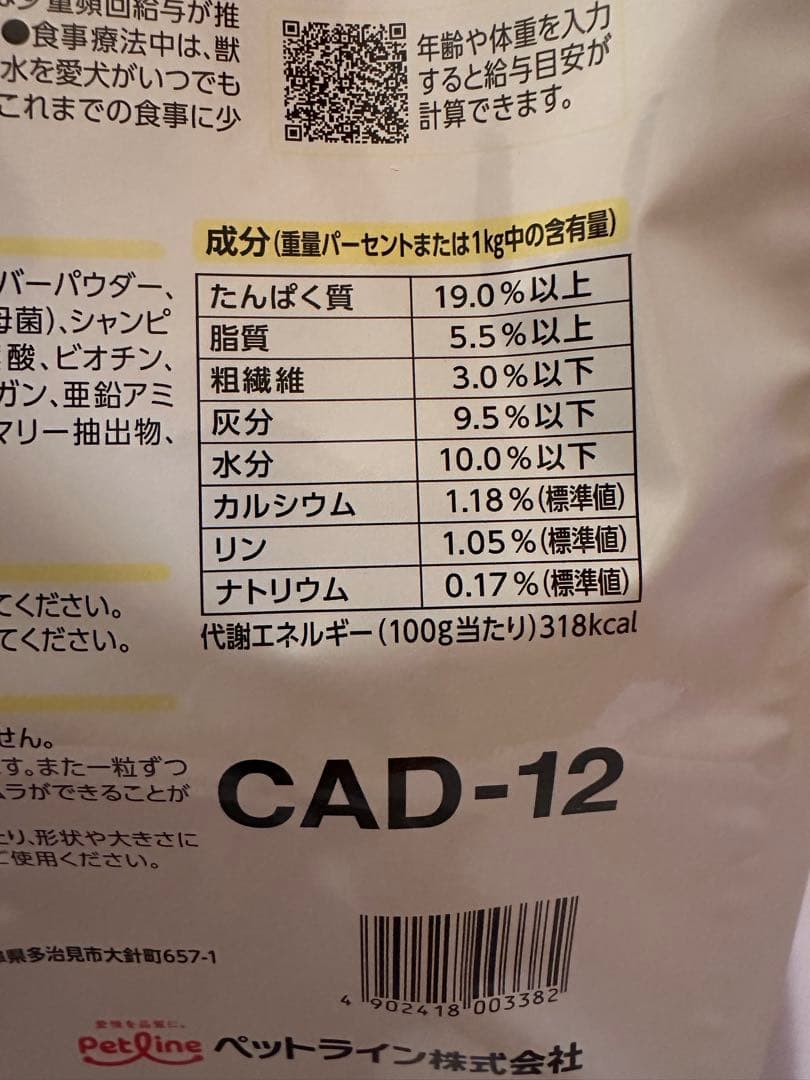 は少量頻回給与が推
●食事療法中は、獣
水を愛犬がいつでも
これまでの食事に少
年齢や体重を入力
すると給与目安が
計算できます。
バーパウダー、
母菌)、シャンピ
酸、ビオチン、
ガン、亜鉛アミ
マリー抽出物、
成分(重量パーセントまたは1kg中の含有量)
たんぱく質 19.0%以上
脂質 5.5%以上
粗繊維 3.0%以下
灰分 9.5%以下
水分 10.0%以下
カルシウム 1.18%(標準値)
リン 1.05%(標準値)
ナトリウム 0.17%(標準値)
代謝エネルギー(100g当たり)318kcal
てください。
てください。
せん。
す。また一粒ずつ
ムラができることが
たり、形状や大きさに
ご使用ください。
CAD-12
県多治見市大針町657-1
4 902418 003382
愛情を品質に。
Petline ペットライン株式会社